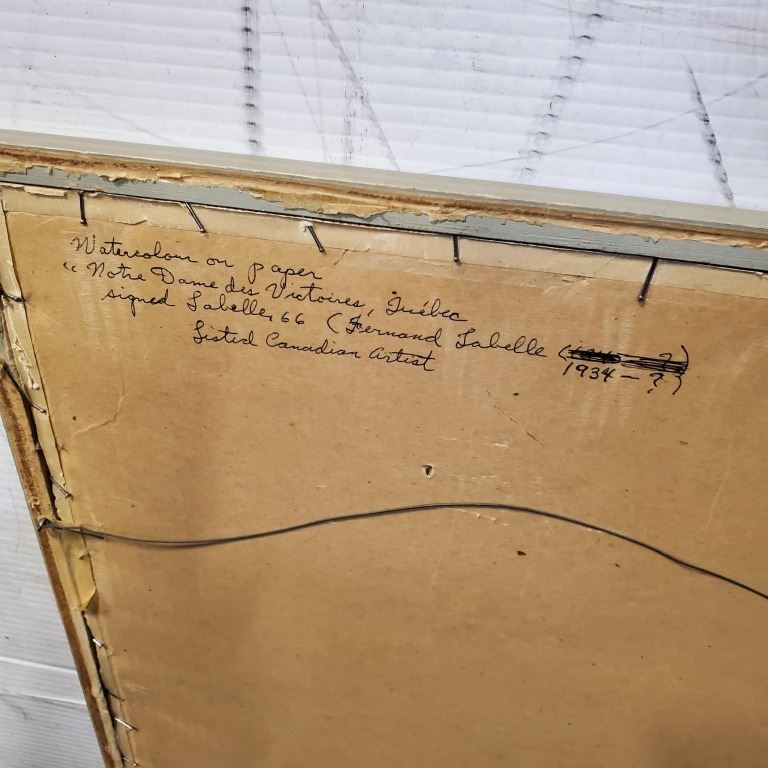 Watercolour on paper
" Notre Dame des Victoires, Québec
signed Labelle, 66 ( Fernand Labelle (
1934 – ? )
Listed Canadian Artist